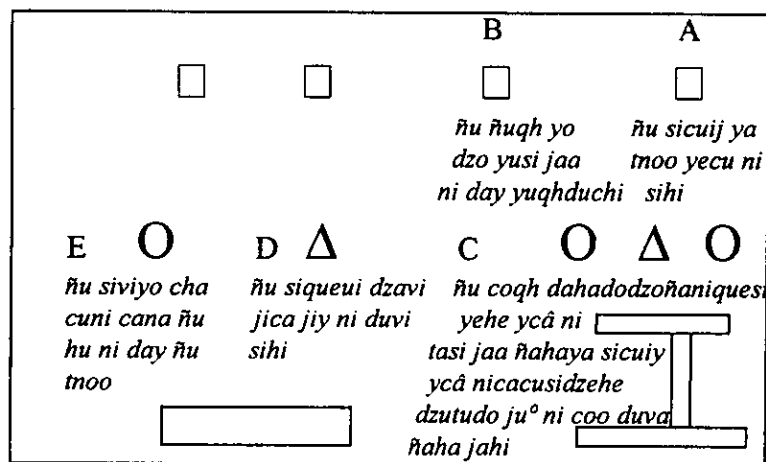 B
A
ñu ñuqh yo
dzo yusi jaa
ni day yuqhduchi
ñu sicuij ya
tnoo yecu ni
sihi
E O
D Δ
C O Δ O
ñu siviyo cha
cuni cana ñu
hu ni day ñu
tnoo
ñu siqueui dzavi
jica jiy ni duvi
sihi
ñu coqh dahadodzoñaniquesi
yehe ycâ ni
tasi jaa ñahaya sicuiy
ycâ nicacusidzehe
dzutudo juº ni coo duva
ñaha jahi